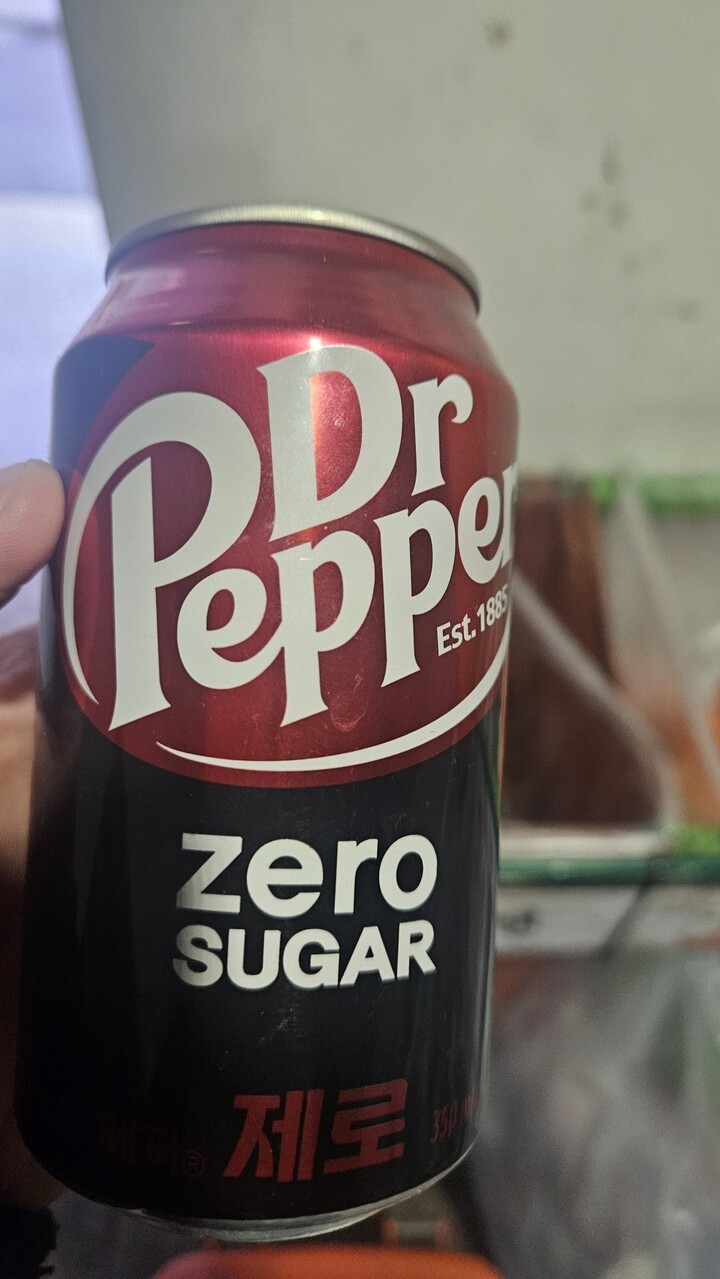 Dr
Pepper
Est.1885
zero
SUGAR
제로